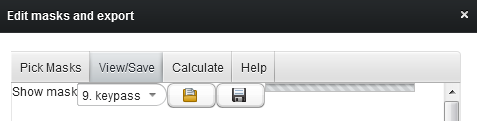 Edit masks and export
Pick Masks View/Save Calculate Help
Show mask 9. keypass